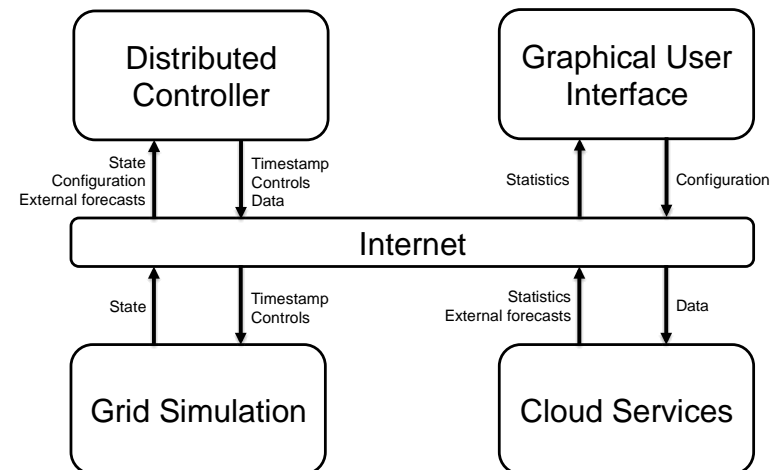 Distributed
Controller
Graphical User
Interface
State
Configuration
External forecasts
Timestamp
Controls
Data
Statistics
Configuration
Internet
State
Timestamp
Controls
Statistics
External forecasts
Data
Grid Simulation
Cloud Services